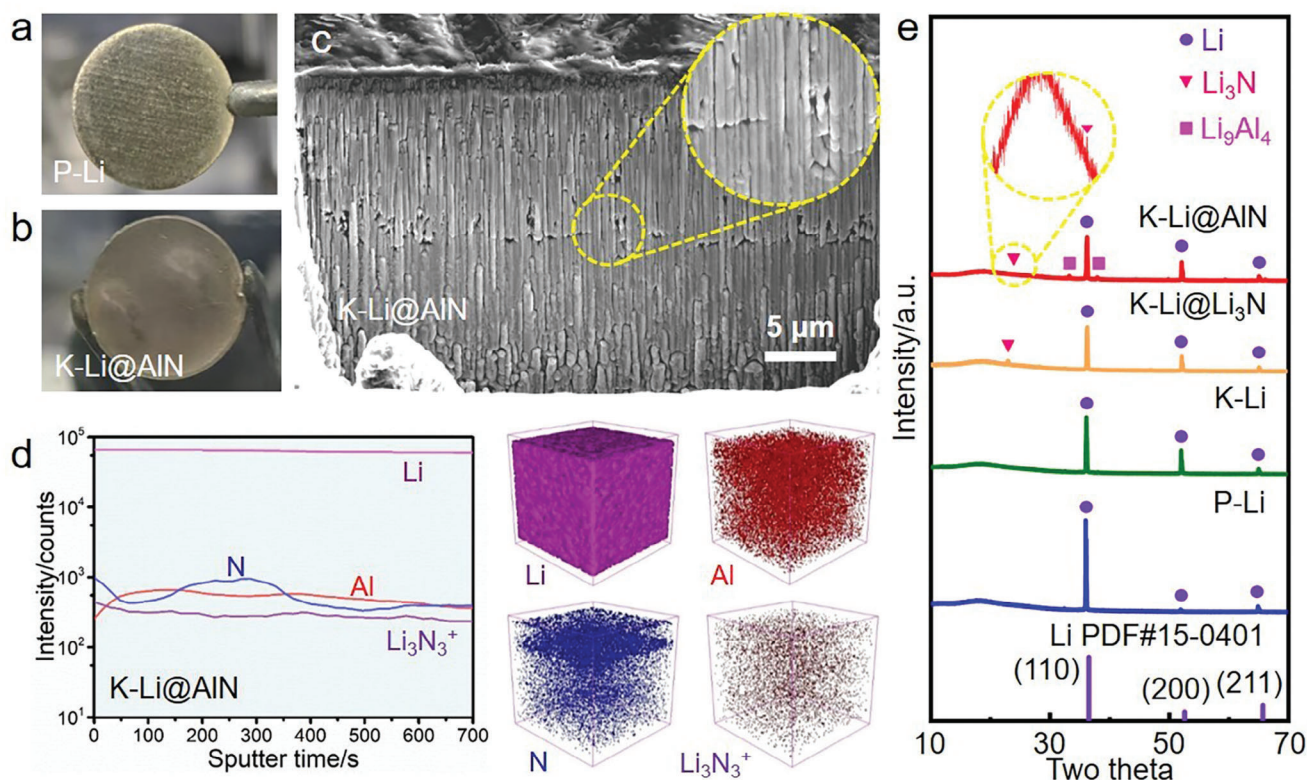 a
P-Li
b
K-Li@AlN
c
K-Li@AlN
5 μm
d
Intensity/counts
10⁵
10⁴
10³
10²
10¹
Li
N
Al
Li₃N₃⁺
K-Li@AlN
0 100 200 300 400 500 600 700
Sputter time/s
Li
Al
N
Li₃N₃⁺
e
Li
Li₃N
Li₉Al₄
K-Li@AlN
K-Li@Li₃N
K-Li
P-Li
Li PDF#15-0401
(110)
(200)
(211)
Intensity/a.u.
10 30 50 70
Two theta